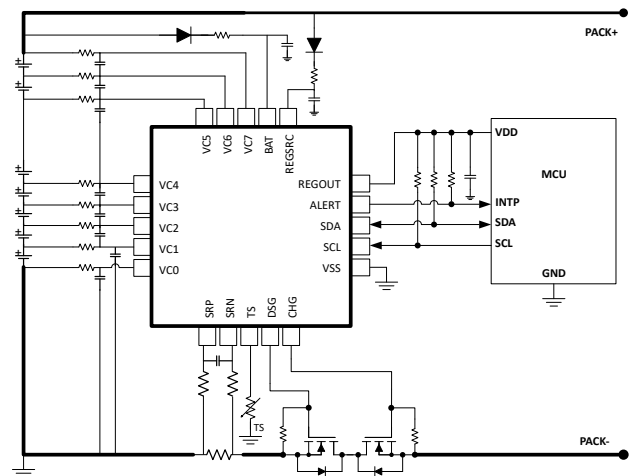 PACK+
VC5
VC6
VC7
BAT
REGSRC
VC4
VC3
VC2
VC1
VC0
REGOUT
ALERT
SDA
SCL
VSS
SRP
SRN
TS
DSG
CHG
VDD
MCU
INTP
SDA
SCL
GND
TS
PACK-